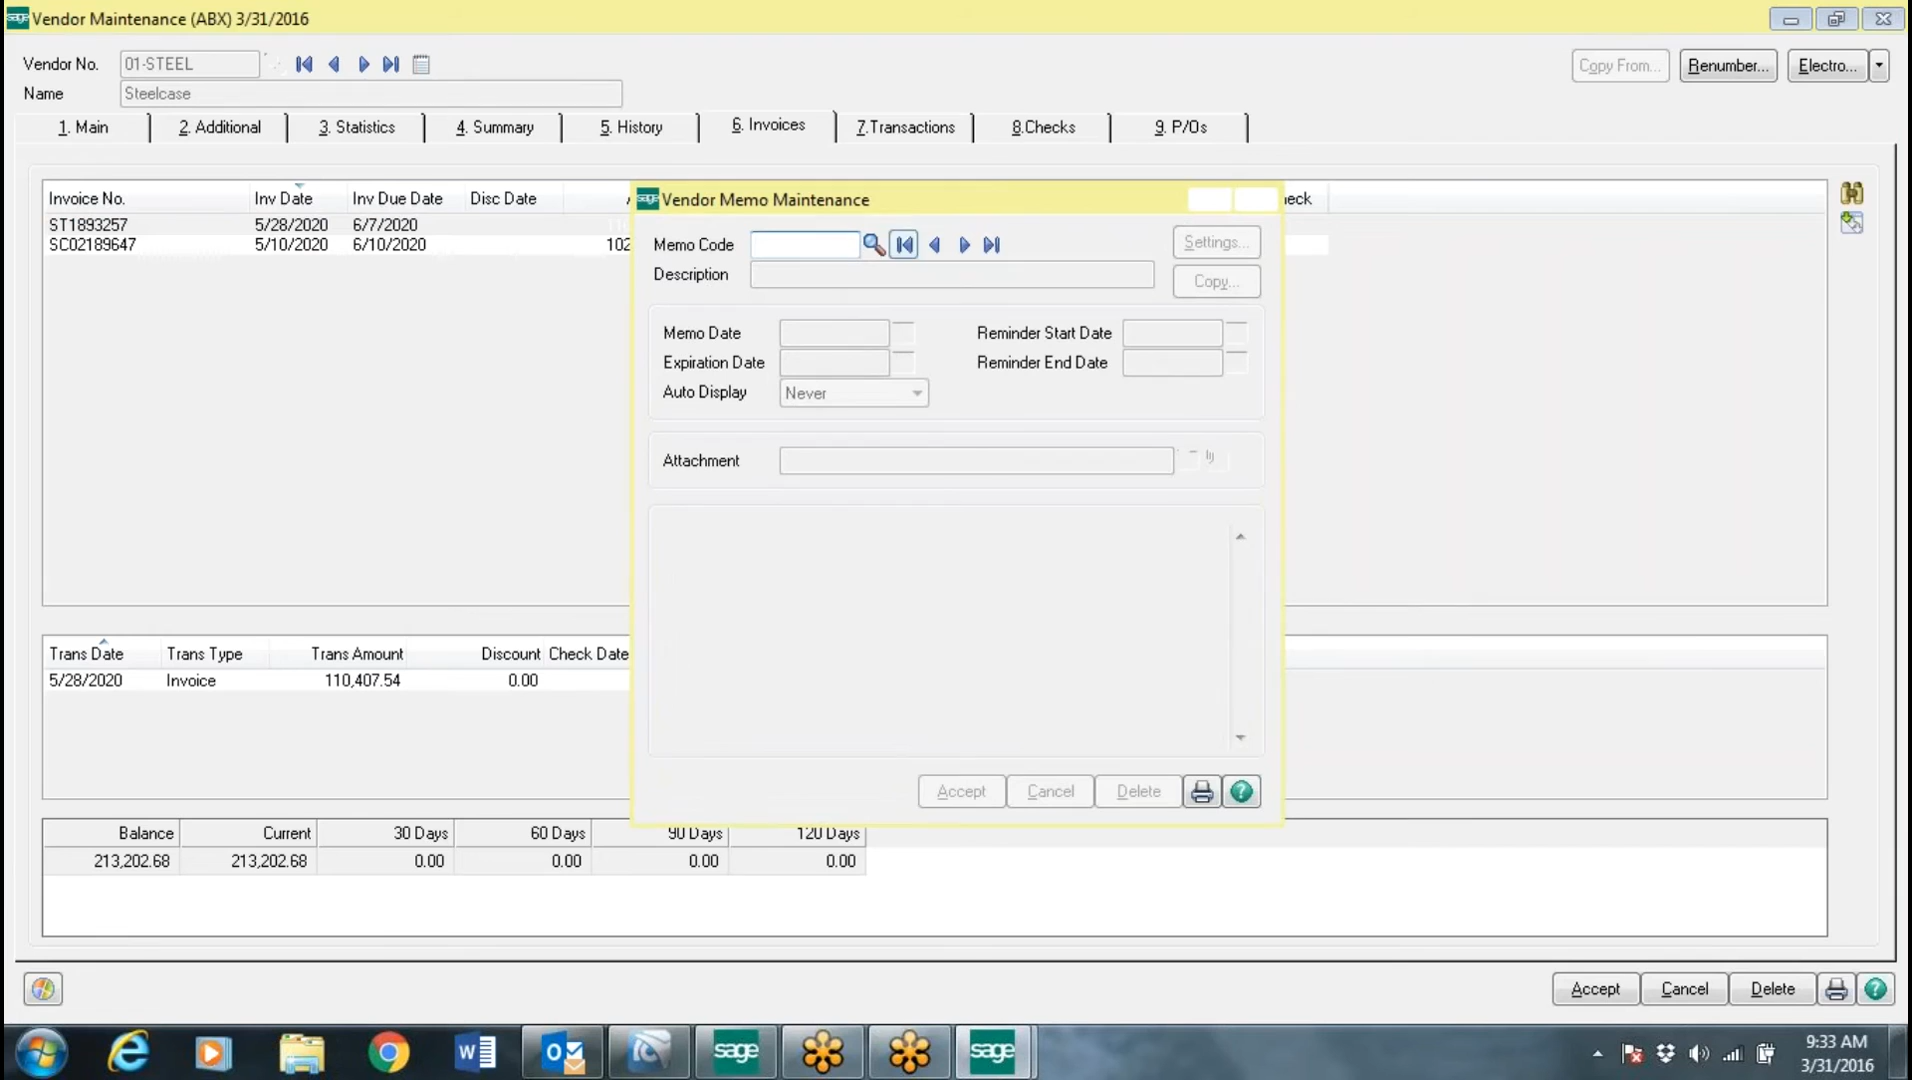 Vendor Maintenance (ABX) 3/31/2016
Vendor No. 01-STEEL Copy From... Renumber... Electro...
Name Steelcase
1. Main 2. Additional 3. Statistics 4. Summary 5. History 6. Invoices 7.Transactions 8.Checks 9. P/Os
Invoice No. Inv Date Inv Due Date Disc Date
ST1893257 5/28/2020 6/7/2020
SC02189647 5/10/2020 6/10/2020 102
Vendor Memo Maintenance
Memo Code Settings...
Description Copy...
Memo Date Reminder Start Date
Expiration Date Reminder End Date
Auto Display Never
Attachment
Accept Cancel Delete
Trans Date Trans Type Trans Amount Discount Check Date
5/28/2020 Invoice 110,407.54 0.00
Balance Current 30 Days 60 Days 90 Days 120 Days
213,202.68 213,202.68 0.00 0.00 0.00 0.00
Accept Cancel Delete
sage sage 9:33 AM
3/31/2016